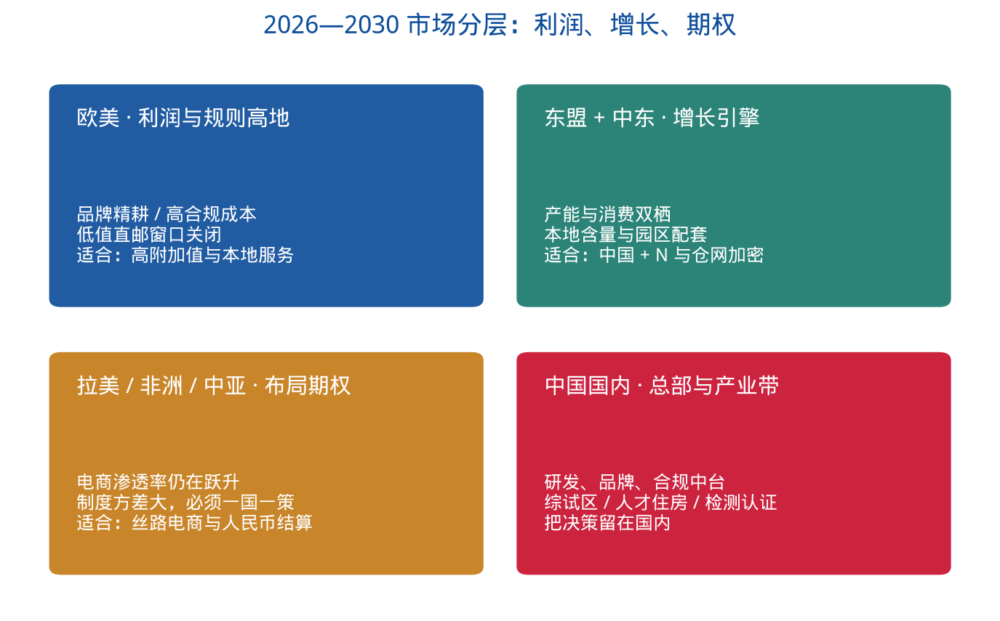 2026—2030 市场分层：利润、增长、期权
欧美 · 利润与规则高地
品牌精耕 / 高合规成本
低值直邮窗口关闭
适合：高附加值与本地服务
东盟 + 中东 · 增长引擎
产能与消费双栖
本地含量与园区配套
适合：中国 + N 与仓网加密
拉美 / 非洲 / 中亚 · 布局期权
电商渗透率仍在跃升
制度方差大，必须一国一策
适合：丝路电商与人民币结算
中国国内 · 总部与产业带
研发、品牌、合规中台
综试区 / 人才住房 / 检测认证
把决策留在国内